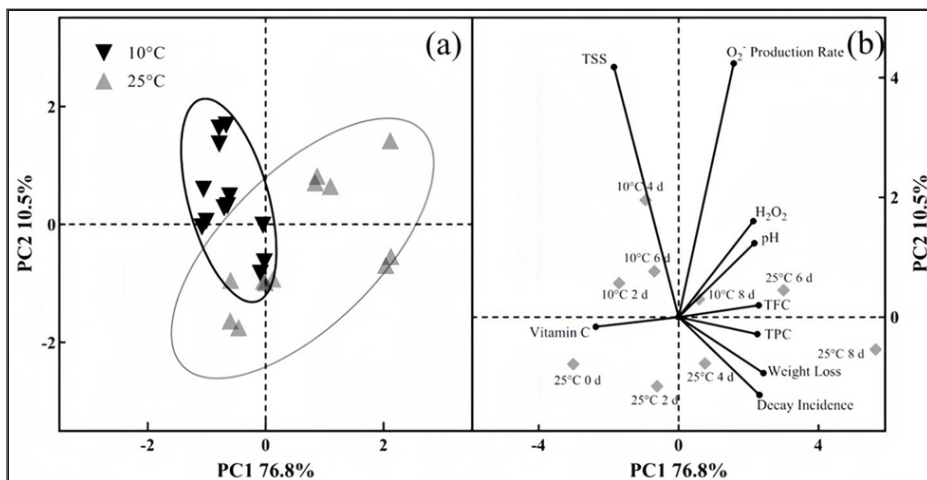 10°C
25°C
(a)
2
0
-2
PC2 10.5%
-2
0
2
PC1 76.8%
TSS
O₂⁻ Production Rate
(b)
4
10°C 4 d
2
H₂O₂
pH
10°C 6 d
25°C 6 d
10°C 2 d
10°C 8 d
TFC
0
Vitamin C
TPC
25°C 8 d
25°C 0 d
25°C 4 d
Weight Loss
25°C 2 d
Decay Incidence
PC2 10.5%
-4
0
4
PC1 76.8%